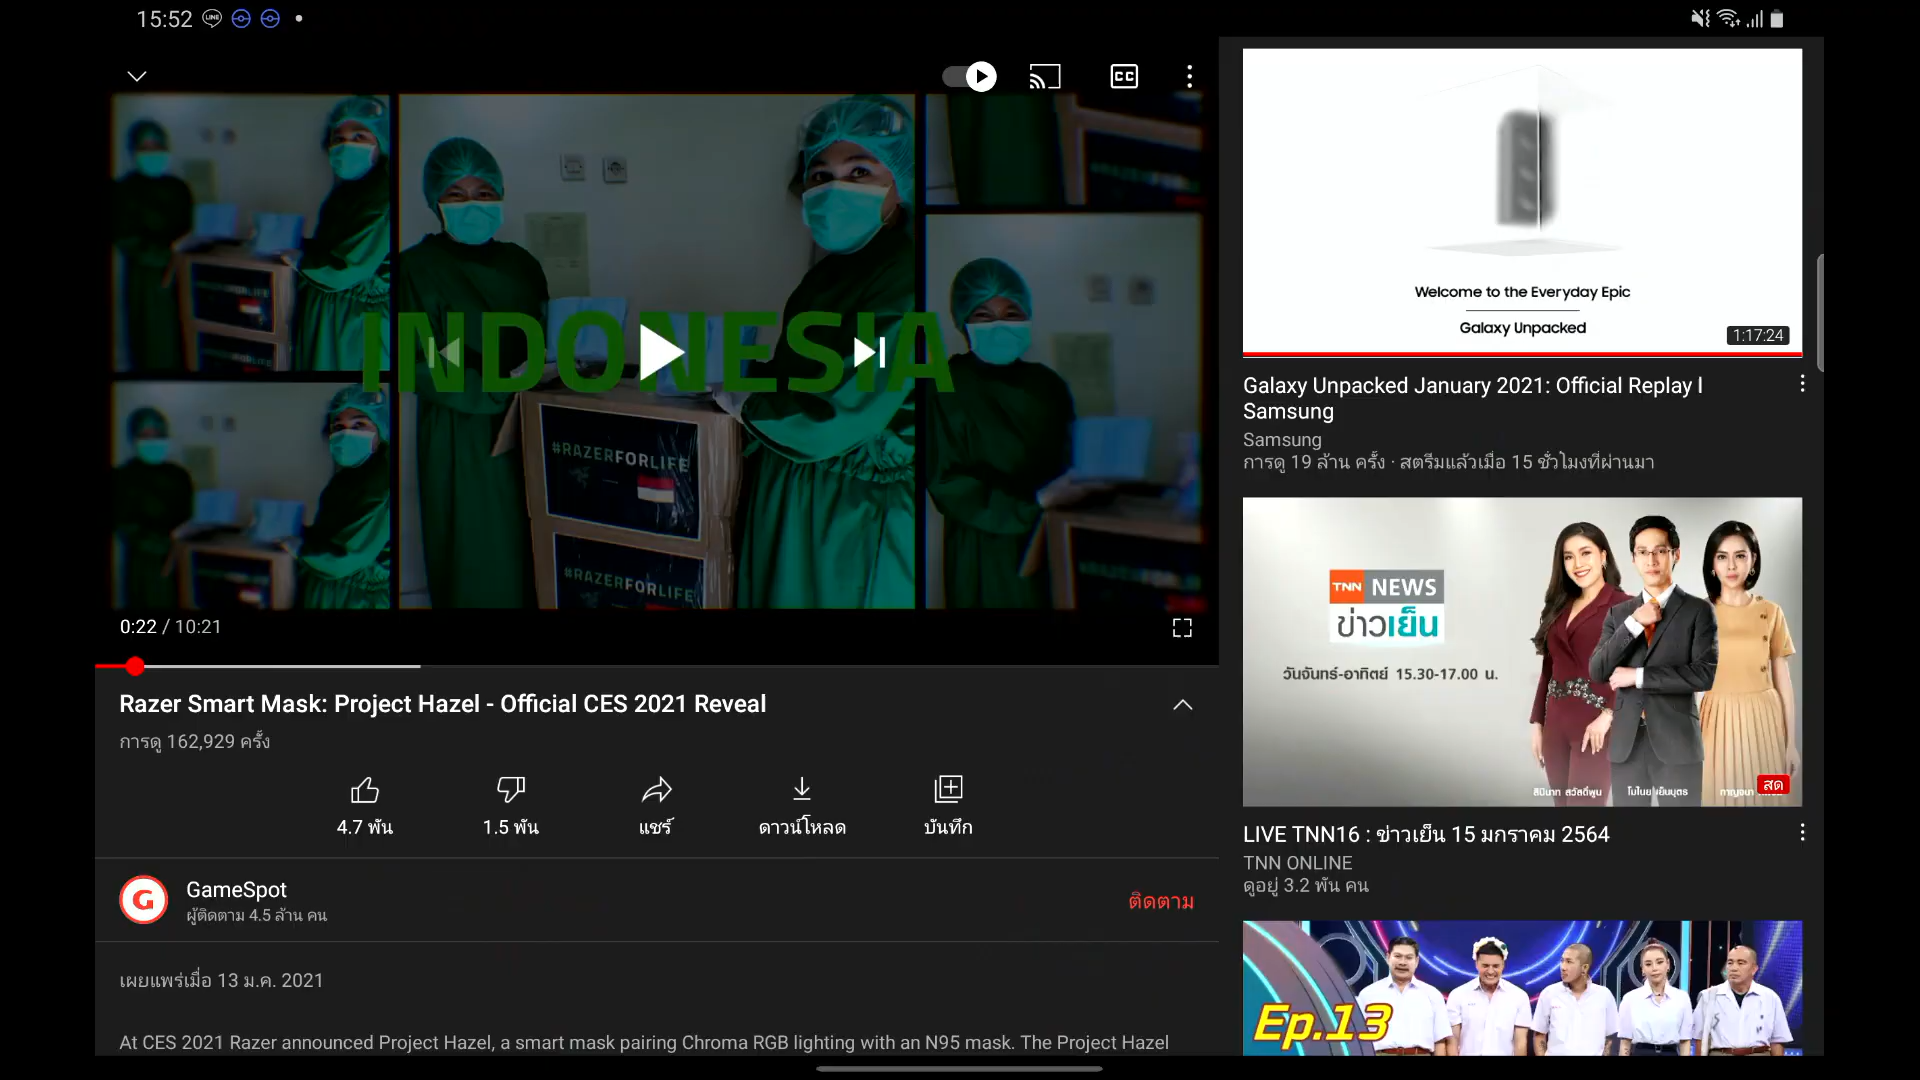 15:52
CC
INDONESIA
#RAZERFORLIFE
#RAZERFORLIFE
0:22 / 10:21
Razer Smart Mask: Project Hazel - Official CES 2021 Reveal
การดู 162,929 ครั้ง
4.7 พัน
1.5 พัน
แชร์
ดาวน์โหลด
บันทึก
G
GameSpot
ผู้ติดตาม 4.5 ล้าน คน
ติดตาม
เผยแพร่เมื่อ 13 ม.ค. 2021
At CES 2021 Razer announced Project Hazel, a smart mask pairing Chroma RGB lighting with an N95 mask. The Project Hazel
Welcome to the Everyday Epic
Galaxy Unpacked
1:17:24
Galaxy Unpacked January 2021: Official Replay l
Samsung
Samsung
การดู 19 ล้าน ครั้ง · สตรีมแล้วเมื่อ 15 ชั่วโมงที่ผ่านมา
TNN NEWS
ข่าวเย็น
วันจันทร์-อาทิตย์ 15.30-17.00 น.
สด
LIVE TNN16 : ข่าวเย็น 15 มกราคม 2564
TNN ONLINE
ดูอยู่ 3.2 พัน คน
Ep.13